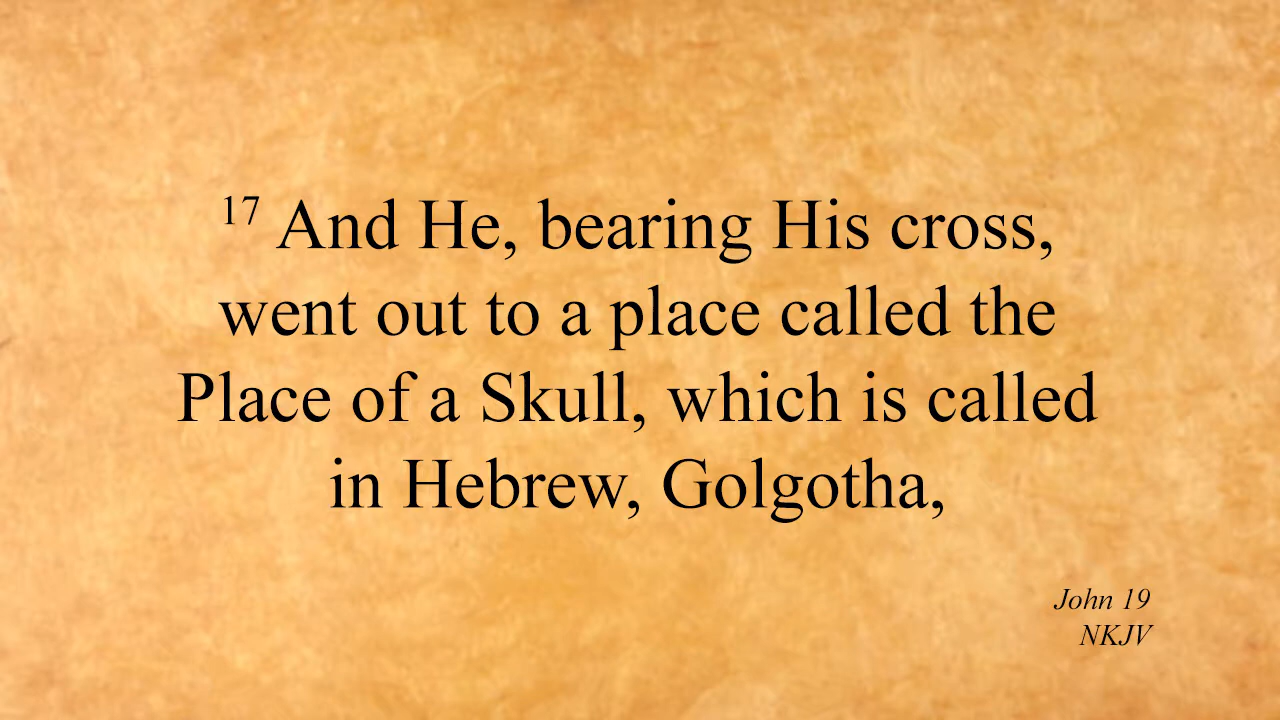 17 And He, bearing His cross,
went out to a place called the
Place of a Skull, which is called
in Hebrew, Golgotha,
John 19
NKJV